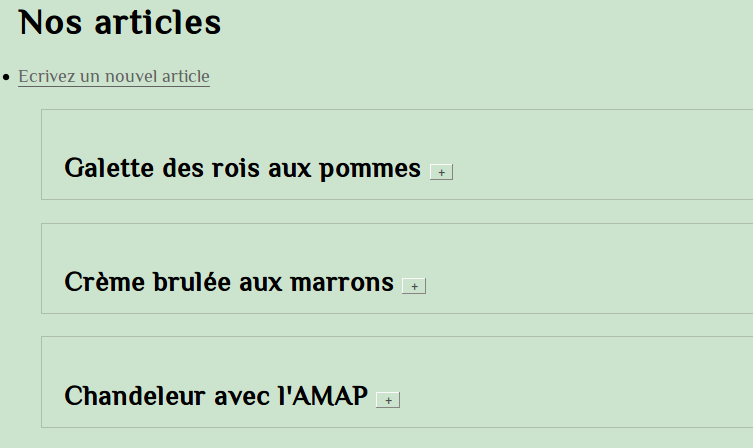 Nos articles
Ecrivez un nouvel article
Galette des rois aux pommes +
Crème brulée aux marrons +
Chandeleur avec l'AMAP +